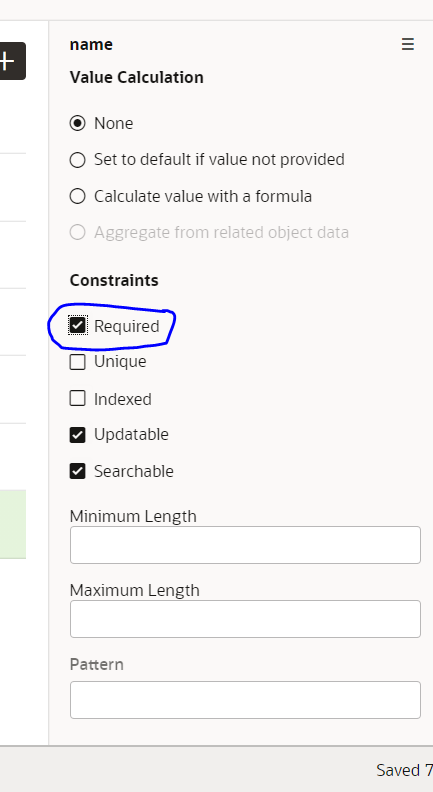 name
Value Calculation
None
Set to default if value not provided
Calculate value with a formula
Aggregate from related object data
Constraints
Required
Unique
Indexed
Updatable
Searchable
Minimum Length
Maximum Length
Pattern
Saved 7